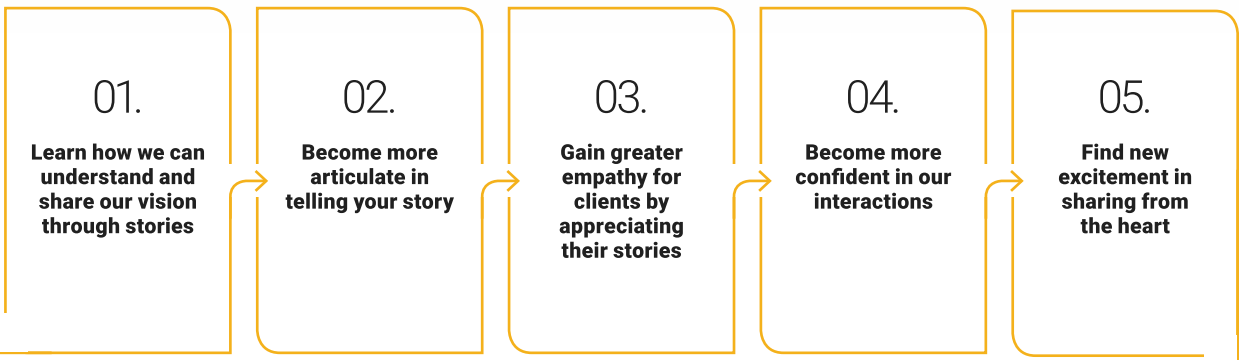 01.
Learn how we can
understand and
share our vision
through stories
02.
Become more
articulate in
telling your story
03.
Gain greater
empathy for
clients by
appreciating
their stories
04.
Become more
confident in our
interactions
05.
Find new
excitement in
sharing from
the heart